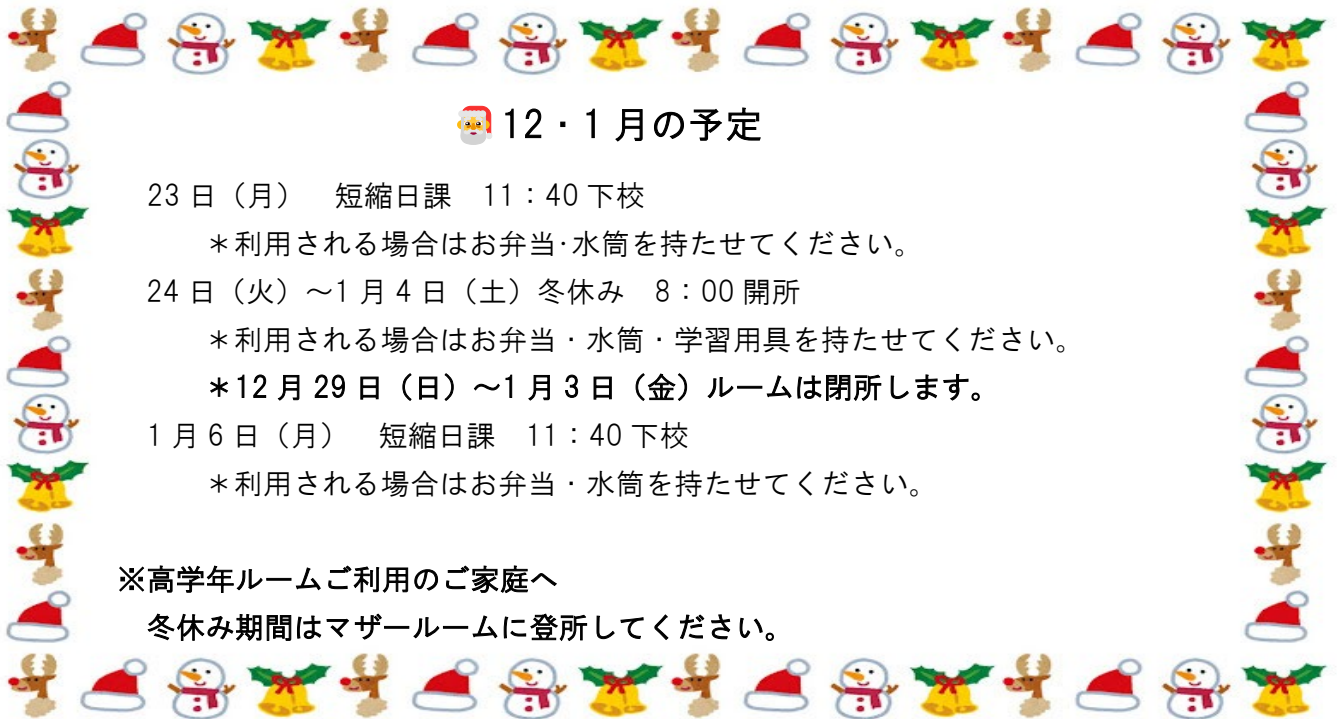 12・1月の予定
23日（月）　短縮日課　11：40下校
＊利用される場合はお弁当･水筒を持たせてください。
24日（火）～1月4日（土）冬休み　8：00開所
＊利用される場合はお弁当・水筒・学習用具を持たせてください。
＊12月29日（日）～1月3日（金）ルームは閉所します。
1月6日（月）　短縮日課　11：40下校
＊利用される場合はお弁当・水筒を持たせてください。
※高学年ルームご利用のご家庭へ
冬休み期間はマザールームに登所してください。